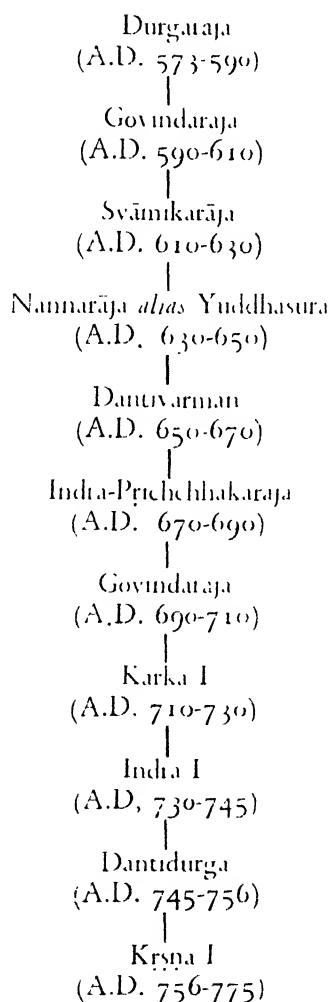 Durgaraja
(A.D. 573-590)
Govindaraja
(A.D. 590-610)
Svāmikarāja
(A.D. 610-630)
Nannarāja alias Yuddhasura
(A.D. 630-650)
Dantivarman
(A.D. 650-670)
Indra-Prichchhakaraja
(A.D. 670-690)
Govindaraja
(A.D. 690-710)
Karka I
(A.D. 710-730)
Indra I
(A.D, 730-745)
Dantidurga
(A.D. 745-756)
Kṛṣṇa I
(A.D. 756-775)